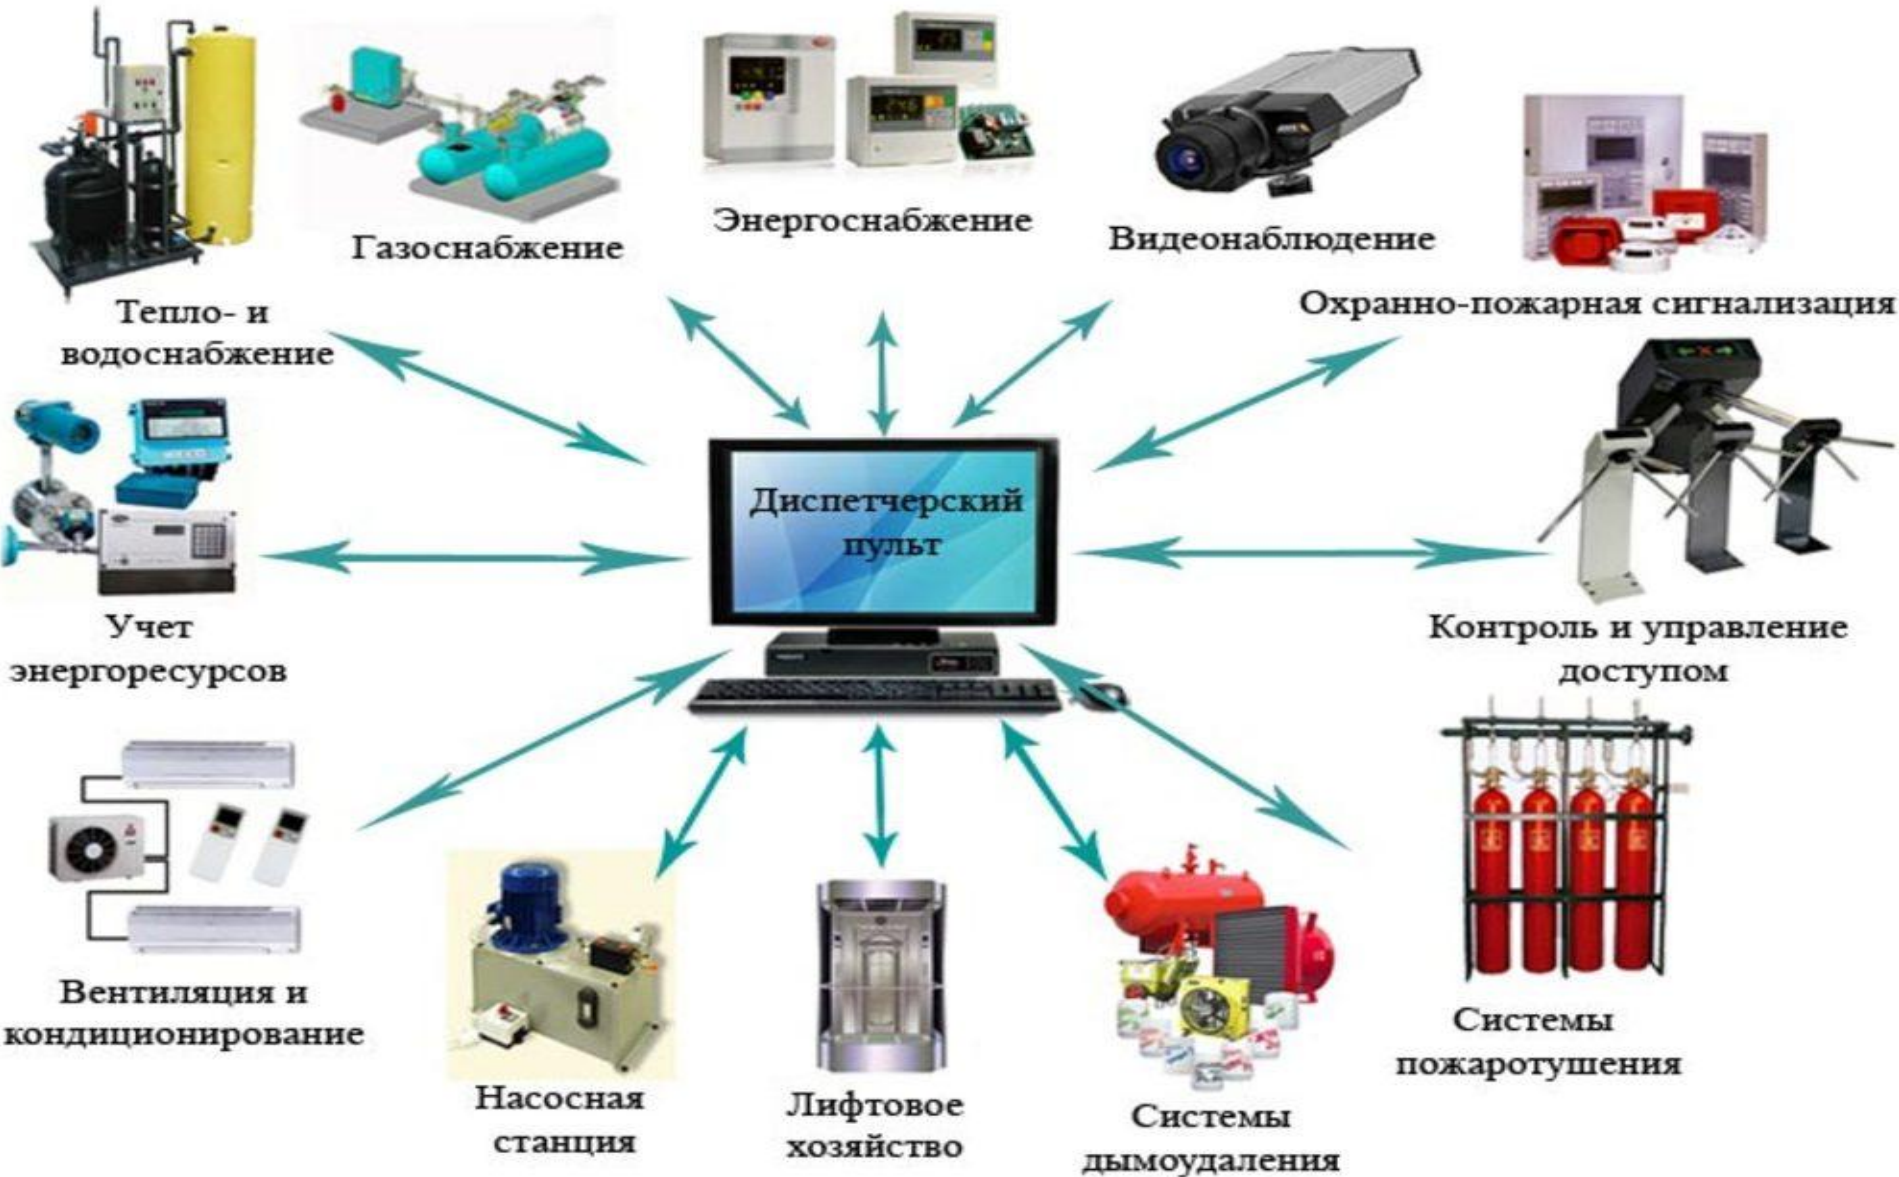 Энергоснабжение
Газоснабжение
Видеонаблюдение
Тепло- и
водоснабжение
Охранно-пожарная сигнализация
Диспетчерский
пульт
Учет
энергоресурсов
Контроль и управление
доступом
Вентиляция и
кондиционирование
Насосная
станция
Лифтовое
хозяйство
Системы
дымоудаления
Системы
пожаротушения